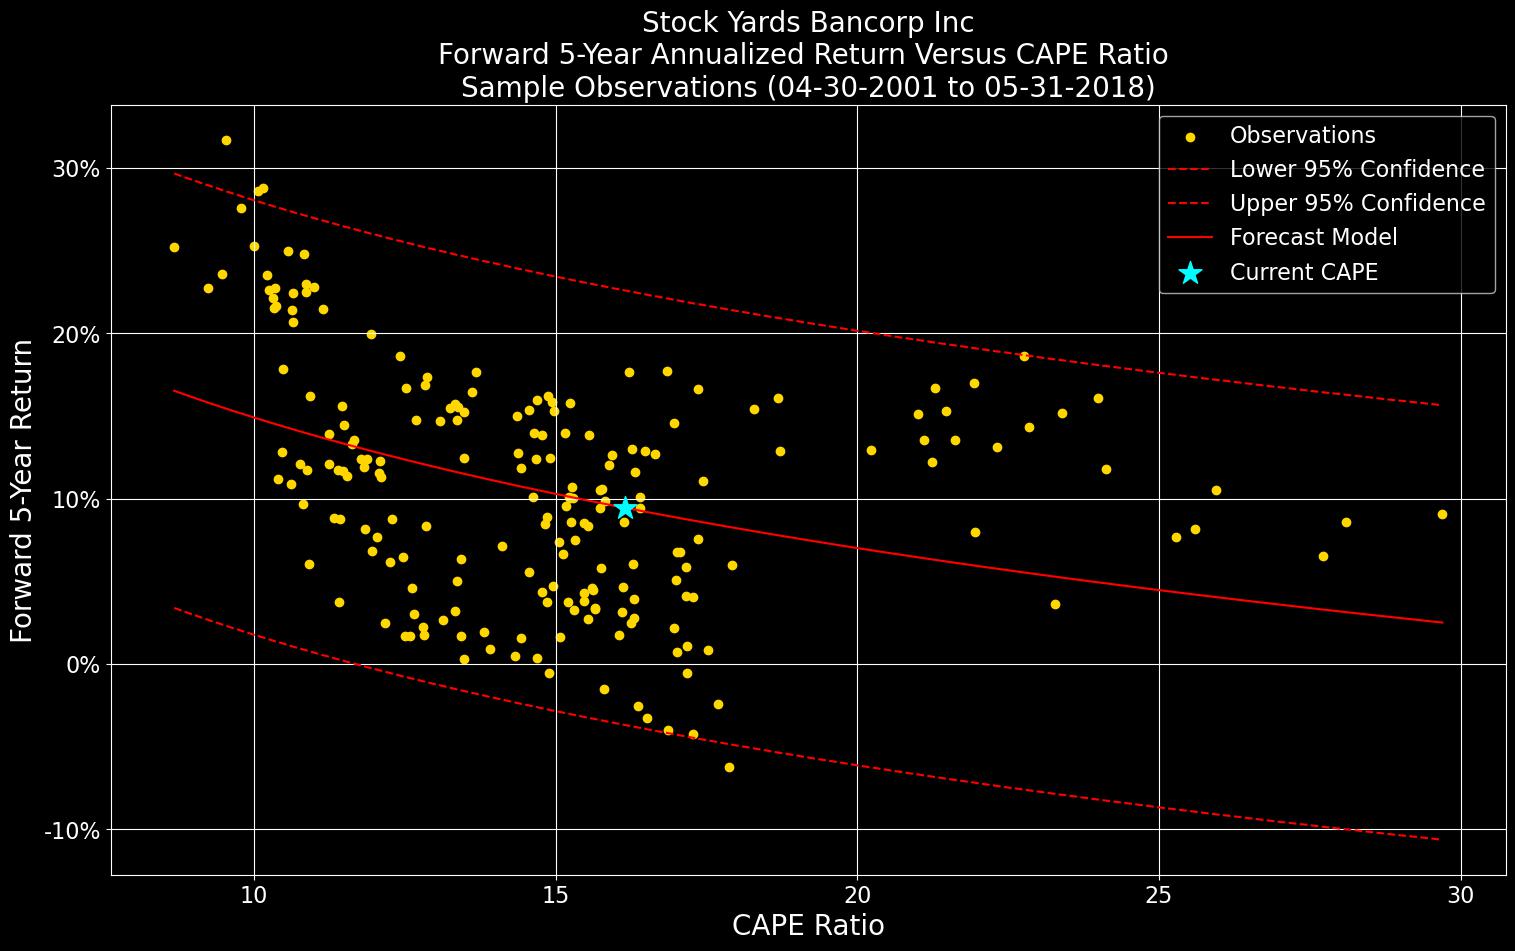 Stock Yards Bancorp Inc
Forward 5-Year Annualized Return Versus CAPE Ratio
Sample Observations (04-30-2001 to 05-31-2018)
Observations
Lower 95% Confidence
Upper 95% Confidence
Forecast Model
Current CAPE
Forward 5-Year Return
30%
20%
10%
0%
-10%
10
15
20
25
30
CAPE Ratio